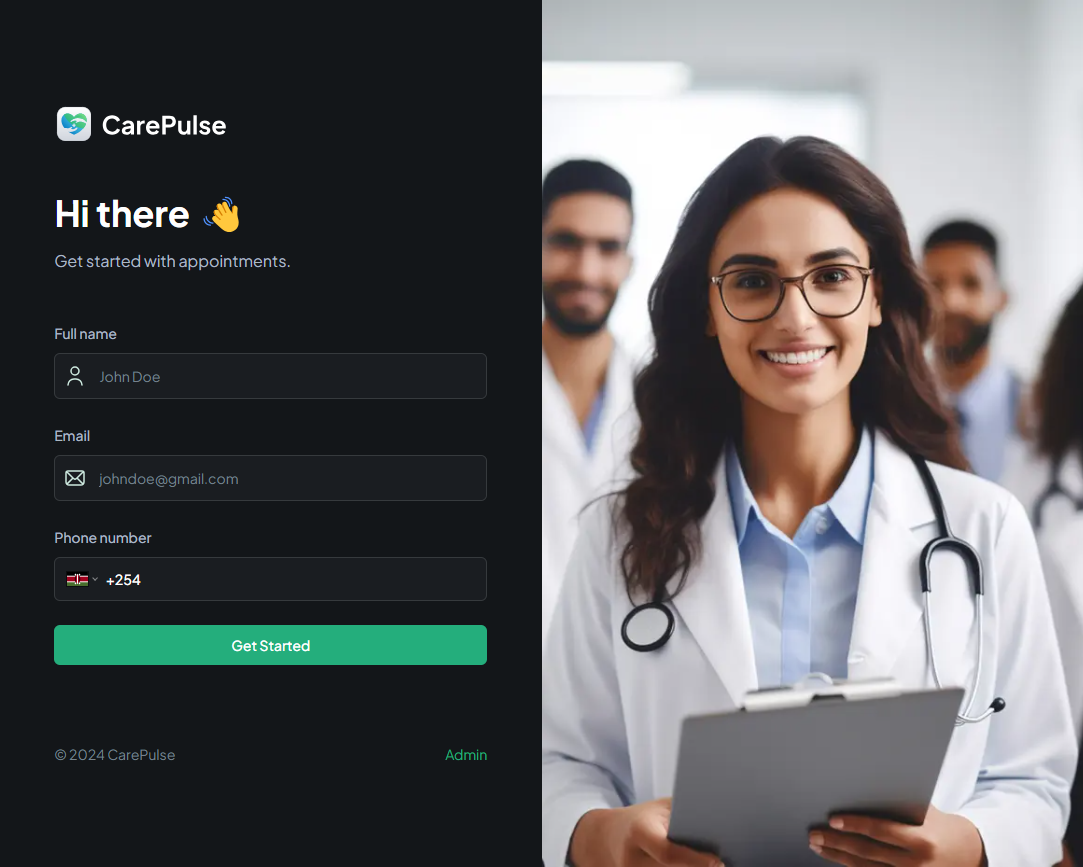 CarePulse
Hi there 👋
Get started with appointments.
Full name
John Doe
Email
johndoe@gmail.com
Phone number
+254
Get Started
© 2024 CarePulse
Admin